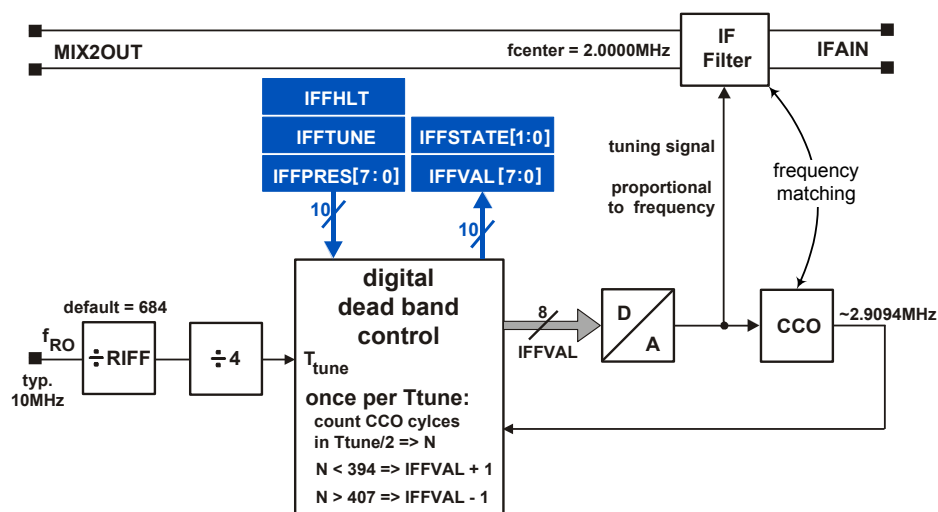 MIX2OUT
fcenter = 2.0000MHz
IF
Filter
IFAIN
IFFHLT
IFFTUNE
IFFPRES[7:0]
IFFSTATE[1:0]
IFFVAL[7:0]
10
10
tuning signal
proportional
to frequency
frequency
matching
default = 684
fRO
typ.
10MHz
÷RIFF
÷4
digital
dead band
control
Ttune
once per Ttune:
count CCO cylces
in Ttune/2 => N
N < 394 => IFFVAL + 1
N > 407 => IFFVAL - 1
8
IFFVAL
D
A
CCO
~2.9094MHz